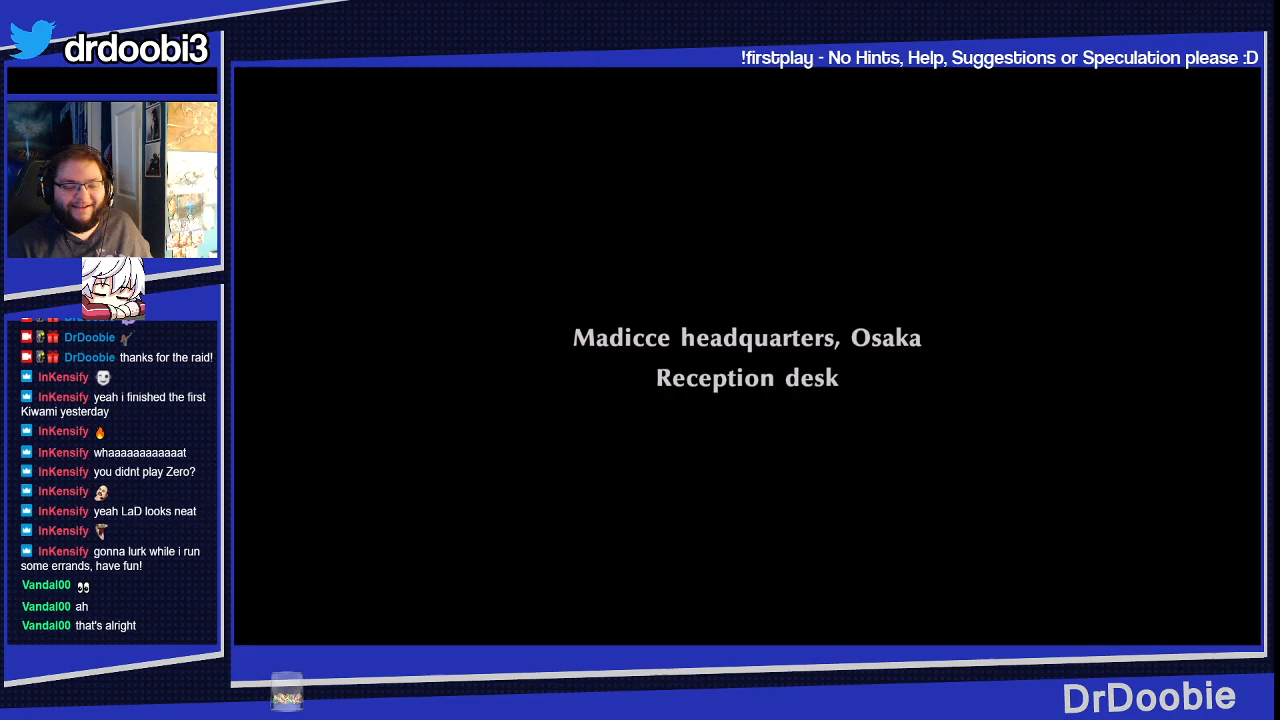 drdoobi3
!firstplay - No Hints, Help, Suggestions or Speculation please :D
Madicce headquarters, Osaka
Reception desk
DrDoobie
DrDoobie thanks for the raid!
InKensify
InKensify yeah i finished the first
Kiwami yesterday
InKensify
InKensify whaaaaaaaaaaat
InKensify you didnt play Zero?
InKensify
InKensify yeah LaD looks neat
InKensify
InKensify gonna lurk while i run
some errands, have fun!
Vandal00
Vandal00 ah
Vandal00 that's alright
DrDoobie